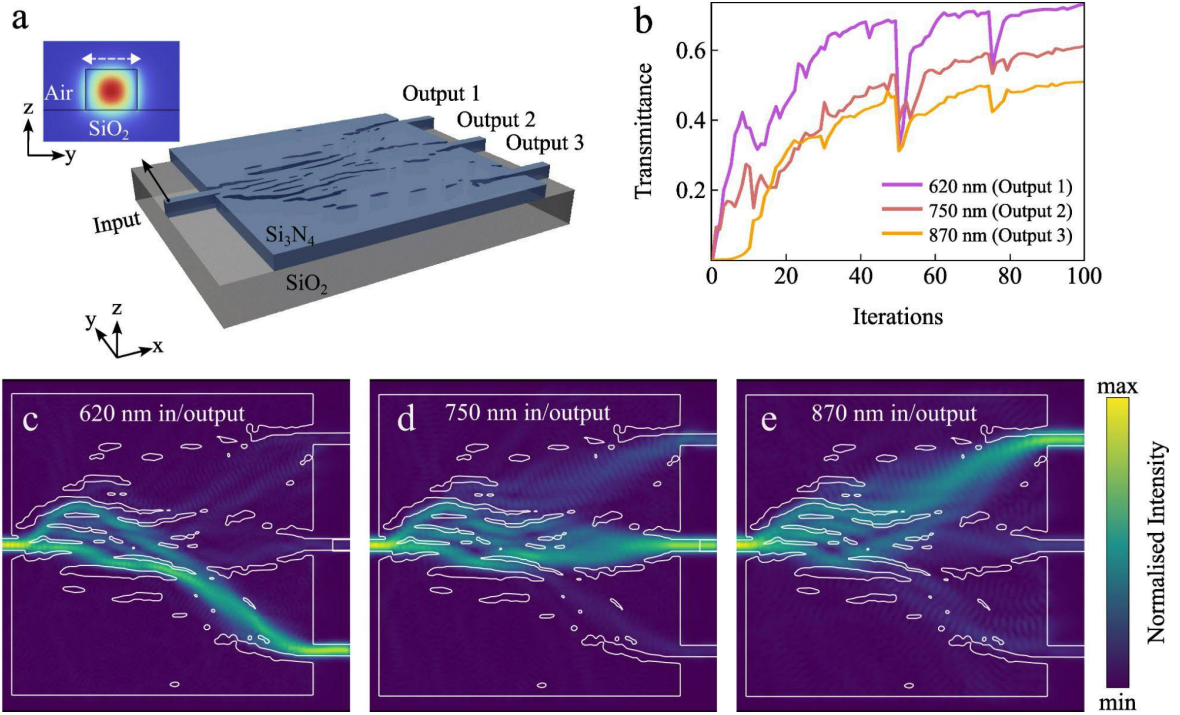 a
Air
SiO₂
z
y
Input
Output 1
Output 2
Output 3
Si₃N₄
SiO₂
y
z
x
b
Transmittance
0.6
0.4
0.2
620 nm (Output 1)
750 nm (Output 2)
870 nm (Output 3)
0 20 40 60 80 100
Iterations
c 620 nm in/output
d 750 nm in/output
e 870 nm in/output
max
Normalised Intensity
min